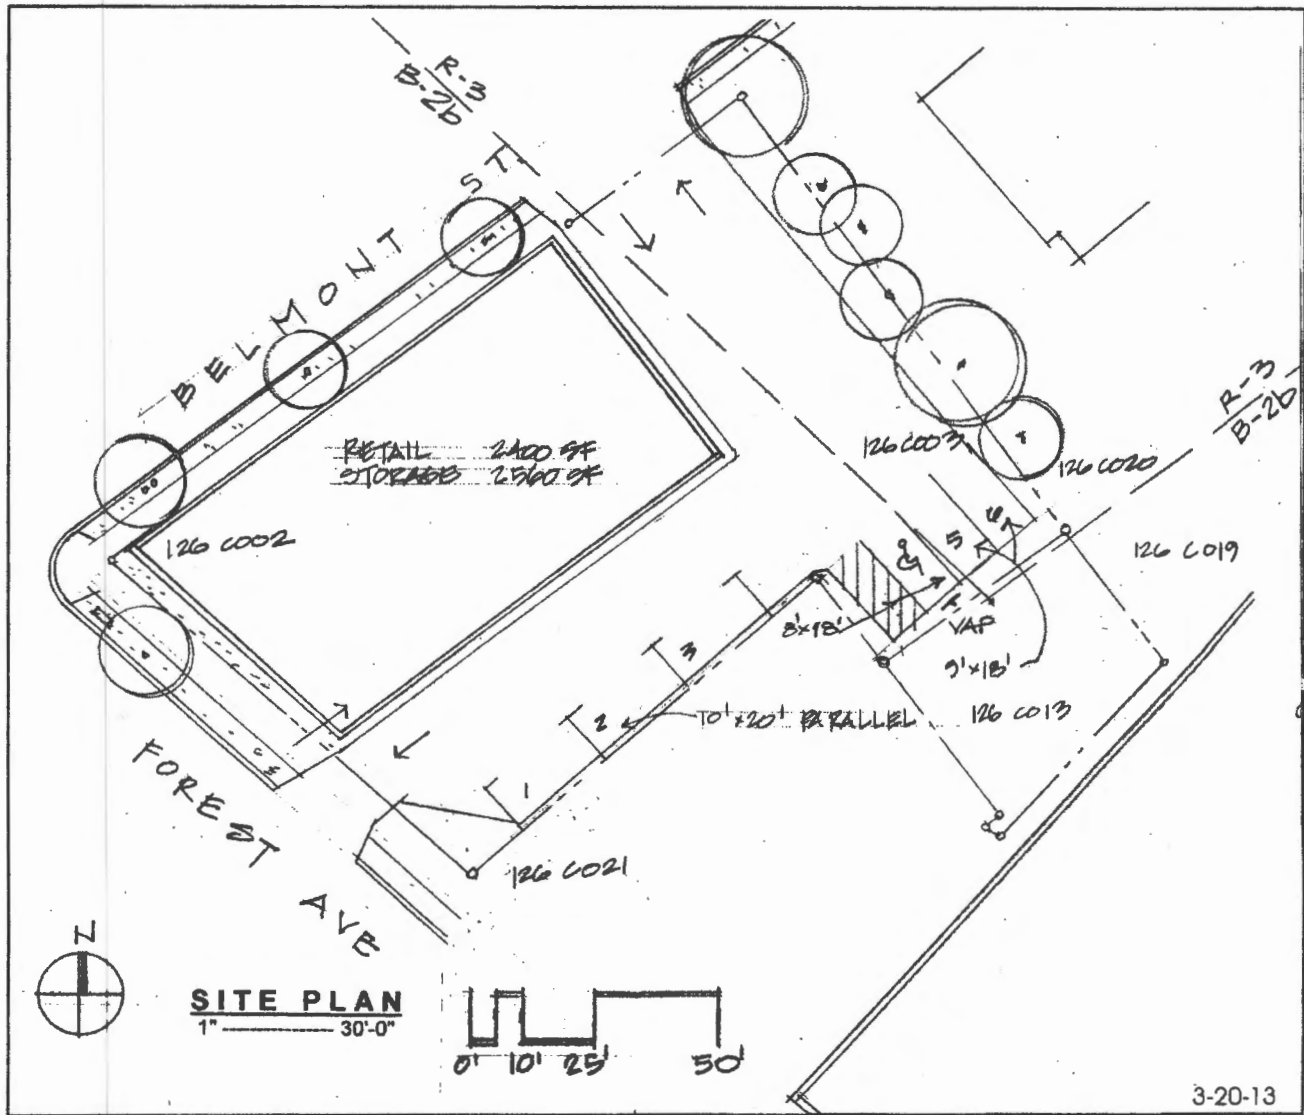 R-3
B-2b
BELMONT ST.
RETAIL 2400 SF
STORAGE 2560 SF
126 C002
126 C003
126 C020
R-3
B-2b
126 C019
5
6
8'x18'
VAP
9'x18'
3
2
10'x20' PARALLEL
126 C013
1
126 C021
FOREST AVE
N
SITE PLAN
1" 30'-0"
0' 10' 25' 50'
3-20-13